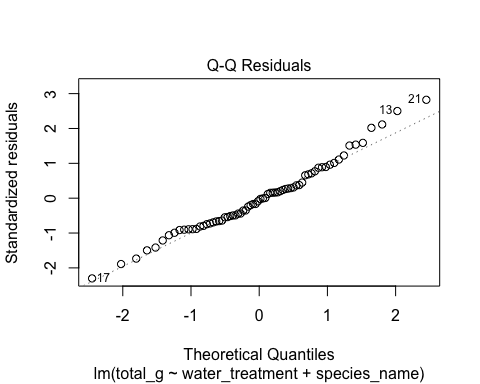 Q-Q Residuals
Standardized residuals
3
2
1
0
-1
-2
21
13
17
-2 -1 0 1 2
Theoretical Quantiles
lm(total_g ~ water_treatment + species_name)